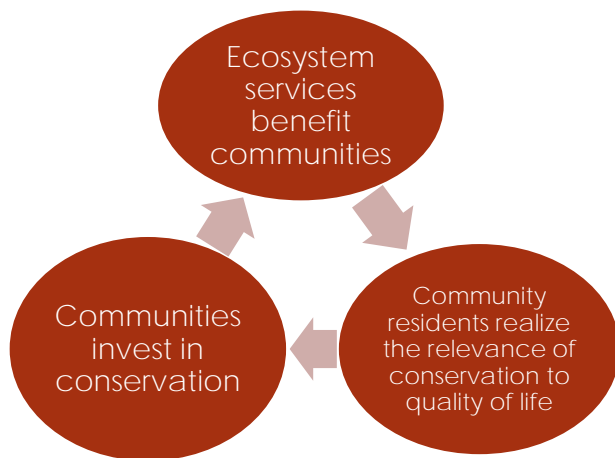 Ecosystem
services
benefit
communities
Community
residents realize
the relevance of
conservation to
quality of life
Communities
invest in
conservation